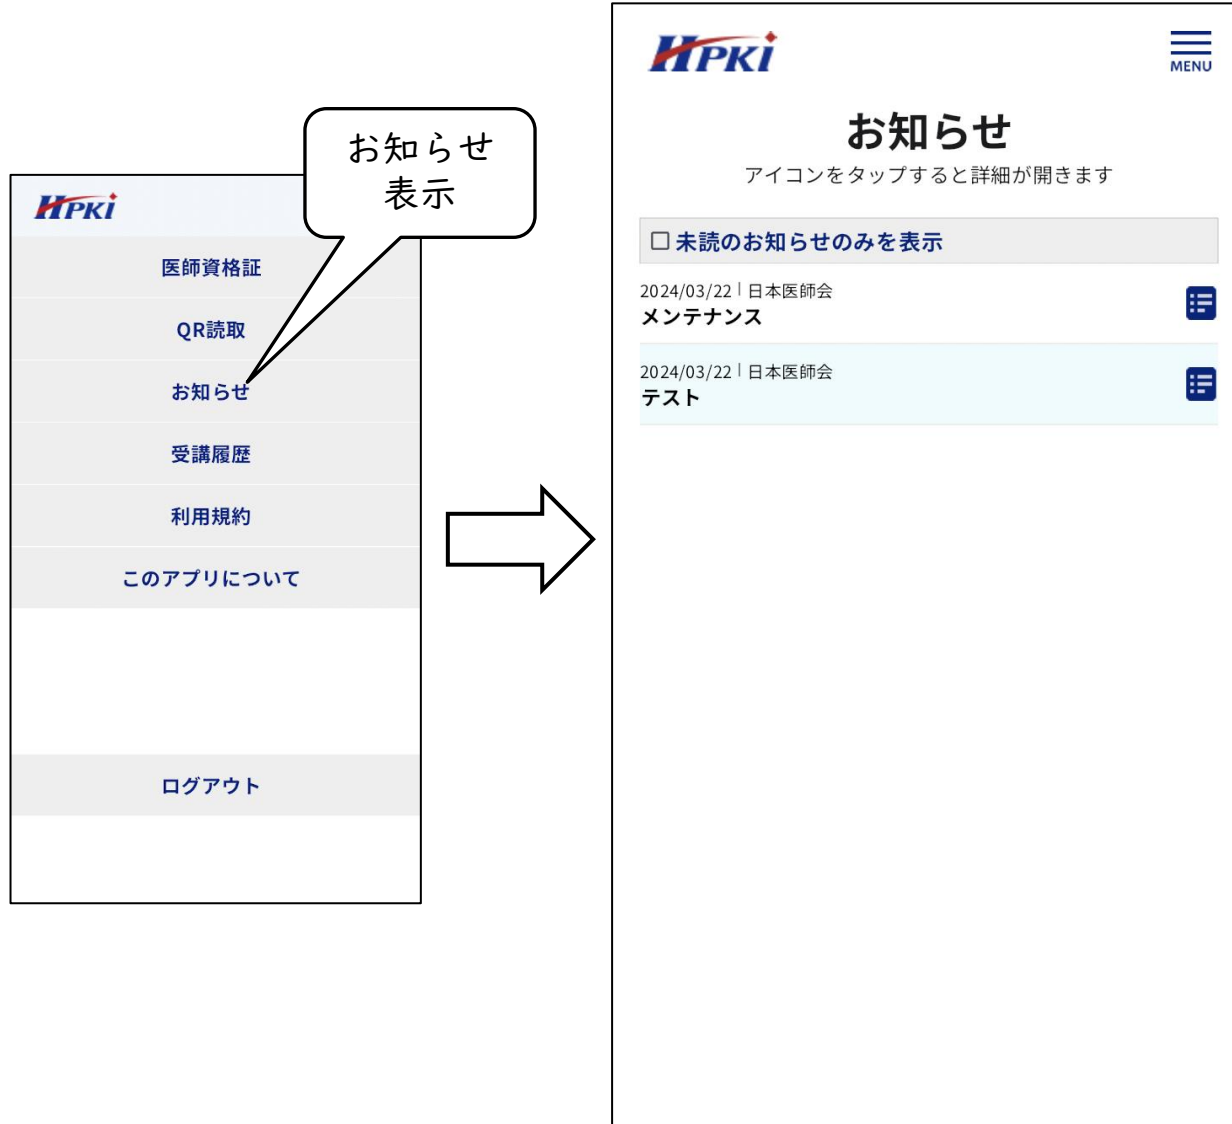 お知らせ
表示
HPKI
医師資格証
QR読取
お知らせ
受講履歴
利用規約
このアプリについて
ログアウト
HPKI
MENU
お知らせ
アイコンをタップすると詳細が開きます
未読のお知らせのみを表示
2024/03/22 | 日本医師会
メンテナンス
2024/03/22 | 日本医師会
テスト